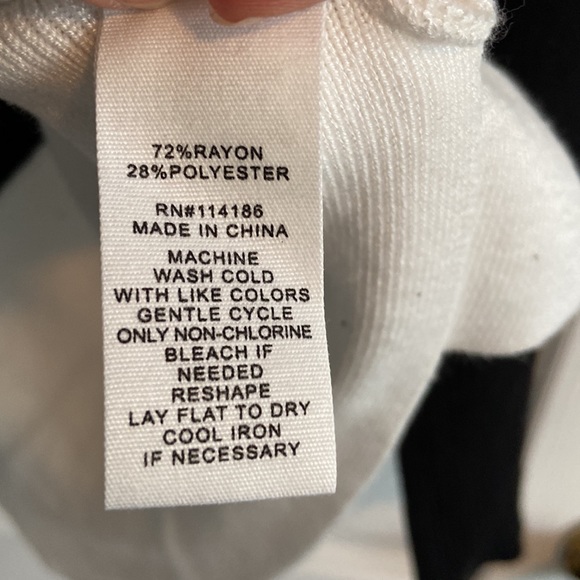 72%RAYON
28%POLYESTER
RN#114186
MADE IN CHINA
MACHINE
WASH COLD
WITH LIKE COLORS
GENTLE CYCLE
ONLY NON-CHLORINE
BLEACH IF
NEEDED
RESHAPE
LAY FLAT TO DRY
COOL IRON
IF NECESSARY